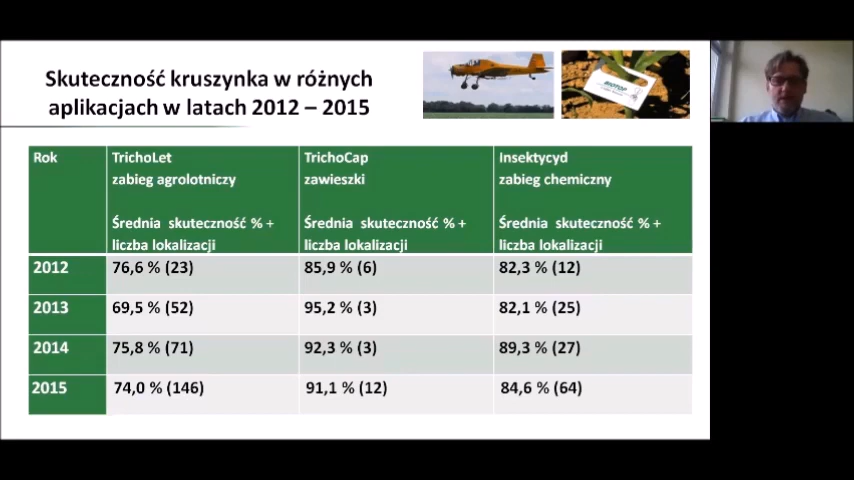 Skuteczność kruszynka w różnych
aplikacjach w latach 2012 – 2015
BIOTOP
Rok
TrichoLet
zabieg agrolotniczy
Średnia skuteczność % +
liczba lokalizacji
TrichoCap
zawieszki
Średnia skuteczność % +
liczba lokalizacji
Insektycyd
zabieg chemiczny
Średnia skuteczność % +
liczba lokalizacji
2012 76,6 % (23) 85,9 % (6) 82,3 % (12)
2013 69,5 % (52) 95,2 % (3) 82,1 % (25)
2014 75,8 % (71) 92,3 % (3) 89,3 % (27)
2015 74,0 % (146) 91,1 % (12) 84,6 % (64)